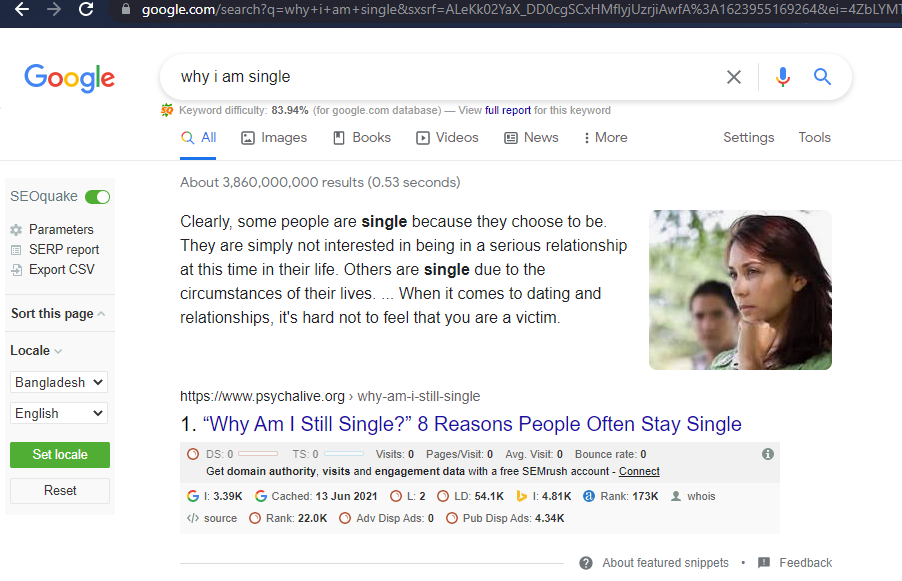 google.com/search?q=why+i+am+single&sxsrf=ALeKk02YaX_DD0cgSCxHMflyjUzrjiAwfA%3A1623955169264&ei=4ZbLYMT
Google
why i am single
Keyword difficulty: 83.94% (for google.com database) — View full report for this keyword
All Images Books Videos News More Settings Tools
About 3,860,000,000 results (0.53 seconds)
SEOquake
Parameters
SERP report
Export CSV
Sort this page
Locale
Bangladesh
English
Set locale
Reset
Clearly, some people are single because they choose to be.
They are simply not interested in being in a serious relationship
at this time in their life. Others are single due to the
circumstances of their lives. ... When it comes to dating and
relationships, it's hard not to feel that you are a victim.
https://www.psychalive.org › why-am-i-still-single
1. “Why Am I Still Single?” 8 Reasons People Often Stay Single
DS: 0 TS: 0 Visits: 0 Pages/Visit: 0 Avg. Visit: 0 Bounce rate: 0
Get domain authority, visits and engagement data with a free SEMrush account - Connect
I: 3.39K Cached: 13 Jun 2021 L: 2 LD: 54.1K I: 4.81K Rank: 173K whois
source Rank: 22.0K Adv Disp Ads: 0 Pub Disp Ads: 4.34K
About featured snippets • Feedback